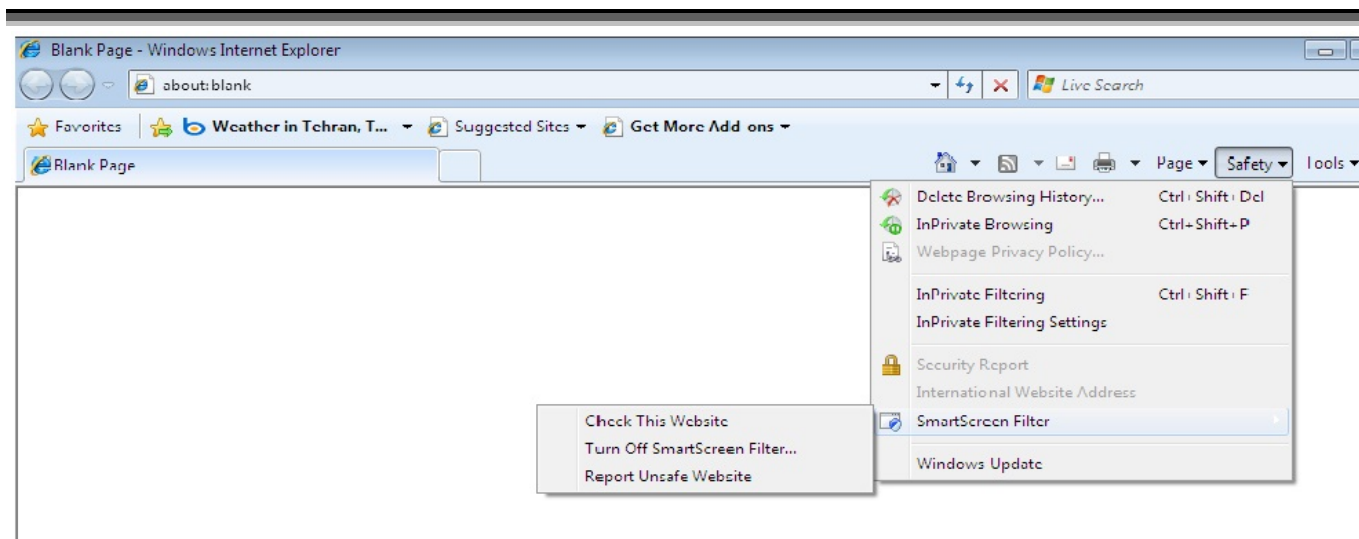 Blank Page - Windows Internet Explorer
about:blank Live Search
Favorites Weather in Tehran, T... Suggested Sites Get More Add-ons
Blank Page Page Safety Tools
Delete Browsing History... Ctrl+Shift+Del
InPrivate Browsing Ctrl+Shift+P
Webpage Privacy Policy...
InPrivate Filtering Ctrl+Shift+F
InPrivate Filtering Settings
Security Report
International Website Address
SmartScreen Filter
Check This Website
Turn Off SmartScreen Filter...
Report Unsafe Website
Windows Update